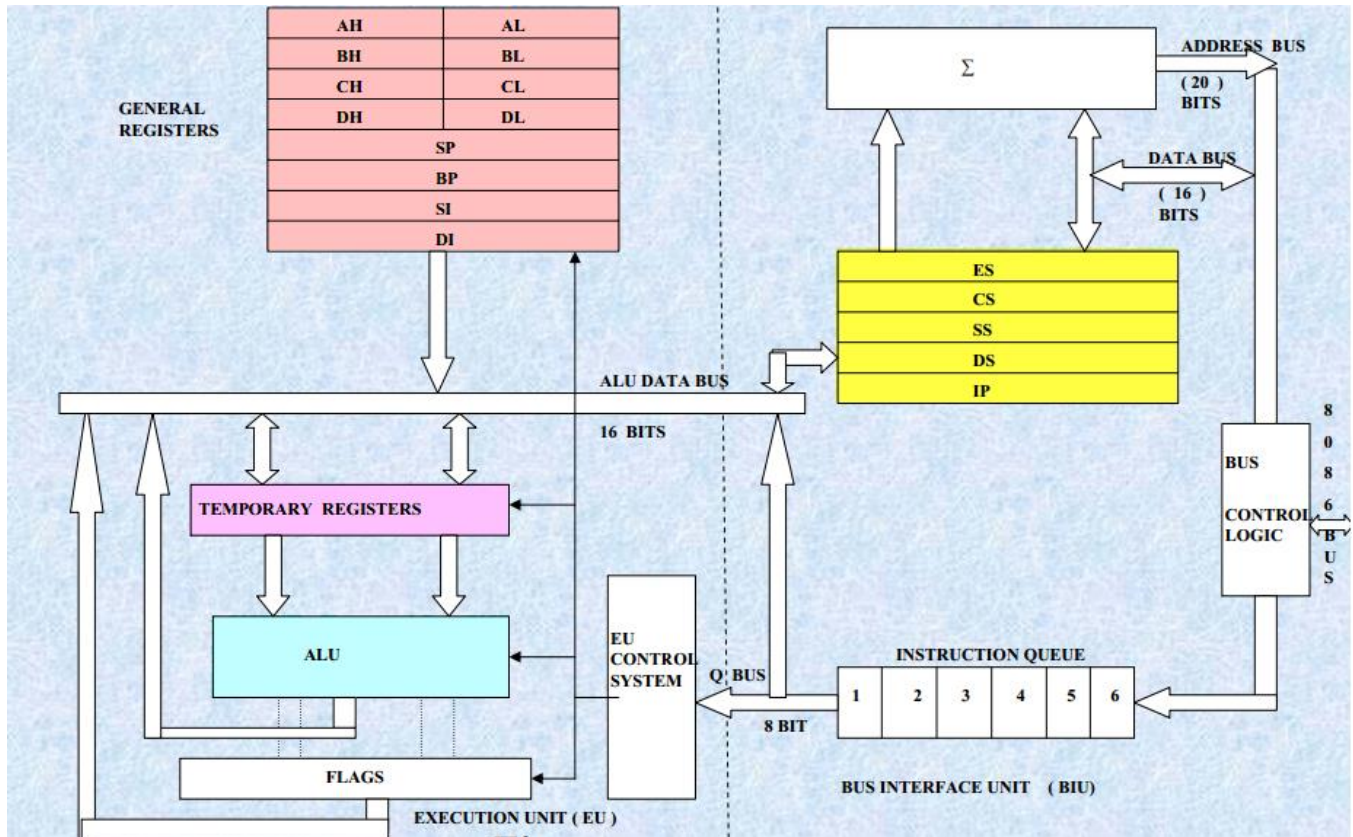 AH AL
BH BL
CH CL
DH DL
SP
BP
SI
DI
GENERAL
REGISTERS
Σ
ADDRESS BUS
( 20 )
BITS
DATA BUS
( 16 )
BITS
ES
CS
SS
DS
IP
ALU DATA BUS
16 BITS
TEMPORARY REGISTERS
ALU
FLAGS
EU
CONTROL
SYSTEM
Q BUS
8 BIT
INSTRUCTION QUEUE
1 2 3 4 5 6
BUS
CONTROL
LOGIC
8
0
8
6
B
U
S
EXECUTION UNIT ( EU )
BUS INTERFACE UNIT ( BIU)